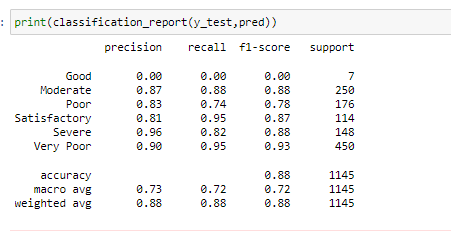 : print(classification_report(y_test,pred))
precision recall f1-score support
Good 0.00 0.00 0.00 7
Moderate 0.87 0.88 0.88 250
Poor 0.83 0.74 0.78 176
Satisfactory 0.81 0.95 0.87 114
Severe 0.96 0.82 0.88 148
Very Poor 0.90 0.95 0.93 450
accuracy 0.88 1145
macro avg 0.73 0.72 0.72 1145
weighted avg 0.88 0.88 0.88 1145